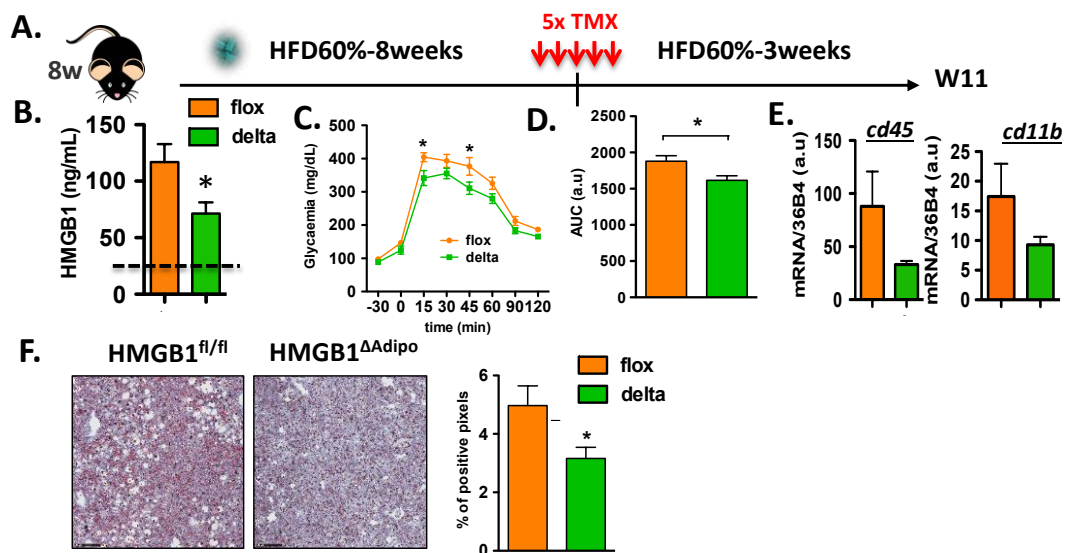 A.
8w
HFD60%-8weeks
5x TMX
HFD60%-3weeks
W11
B.
flox
delta
HMGB1 (ng/mL)
150
100
50
0
*
C.
Glycaemia (mg/dL)
500
400
300
200
100
0
* *
flox
delta
-30 0 15 30 45 60 90 120
time (min)
D.
AUC (a.u)
2500
2000
1500
1000
500
0
*
E.
cd45
mRNA/36B4 (a.u)
150
100
50
0
cd11b
mRNA/36B4 (a.u)
25
20
15
10
5
0
F.
HMGB1fl/fl
HMGB1ΔAdipo
% of positive pixels
6
4
2
0
*
flox
delta